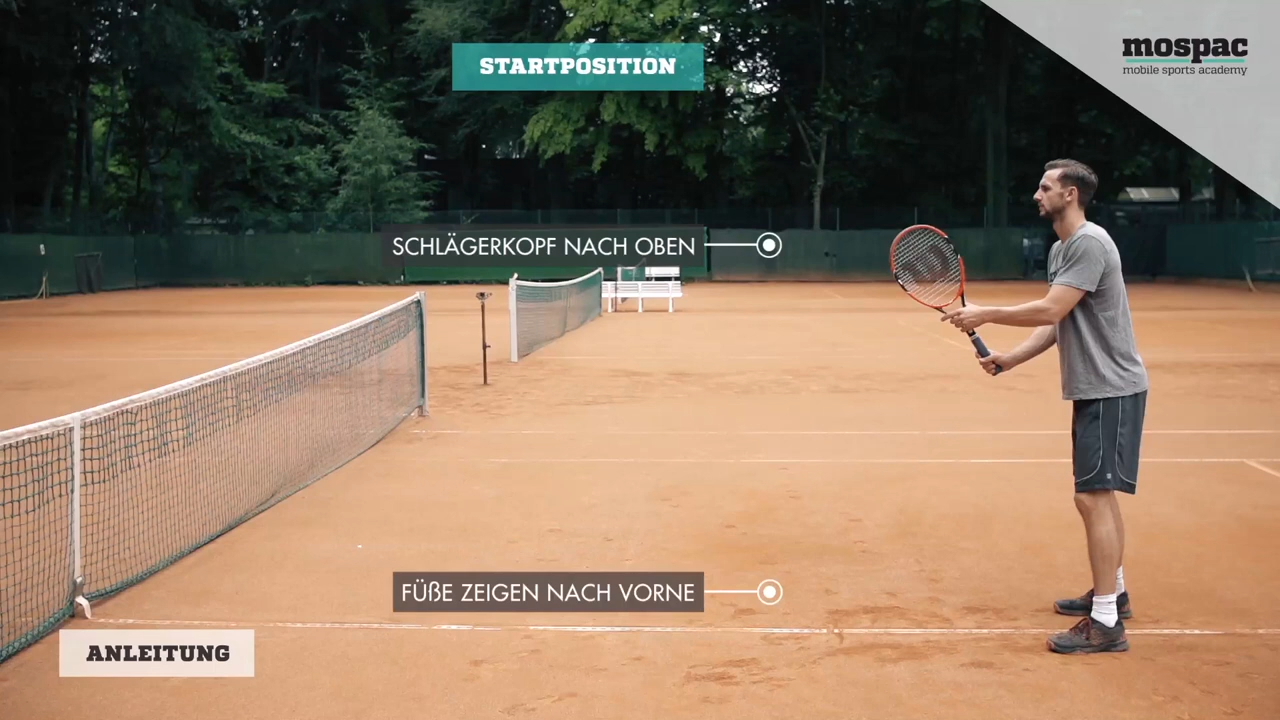 STARTPOSITION
mospac
mobile sports academy
SCHLÄGERKOPF NACH OBEN
FÜßE ZEIGEN NACH VORNE
ANLEITUNG